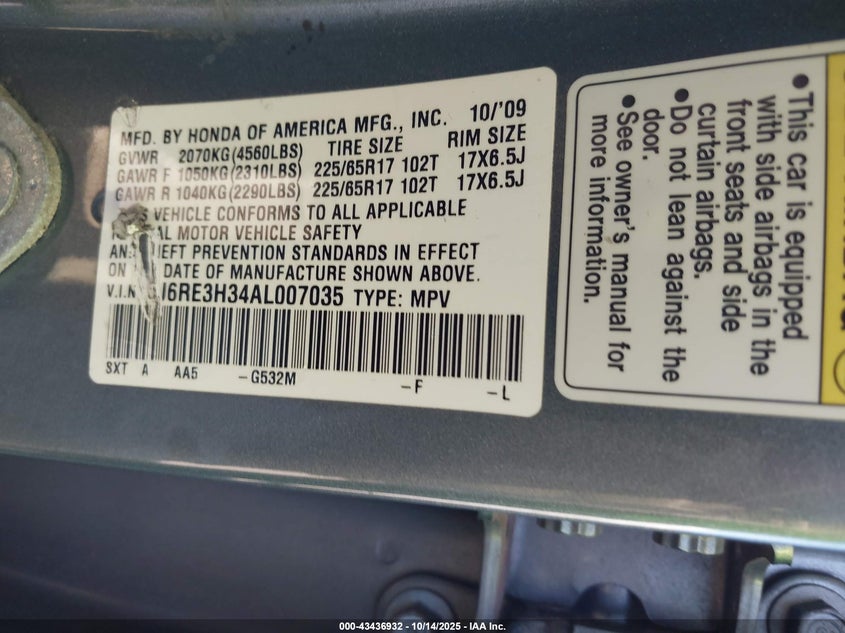 MFD. BY HONDA OF AMERICA MFG., INC. 10/'09
GVWR 2070KG(4560LBS) TIRE SIZE RIM SIZE
GAWR F 1050KG(2310LBS) 225/65R17 102T 17X6.5J
GAWR R 1040KG(2290LBS) 225/65R17 102T 17X6.5J
VEHICLE CONFORMS TO ALL APPLICABLE
MOTOR VEHICLE SAFETY
THEFT PREVENTION STANDARDS IN EFFECT
ON DATE OF MANUFACTURE SHOWN ABOVE.
6RE3H34AL007035 TYPE: MPV
SXT A AA5 -G532M -F -L
•This car is equipped
with side airbags in the
front seats and side
curtain airbags.
•Do not lean against the
door.
•See owner's manual for
more information.
000-43436932 - 10/14/2025 - IAA Inc.